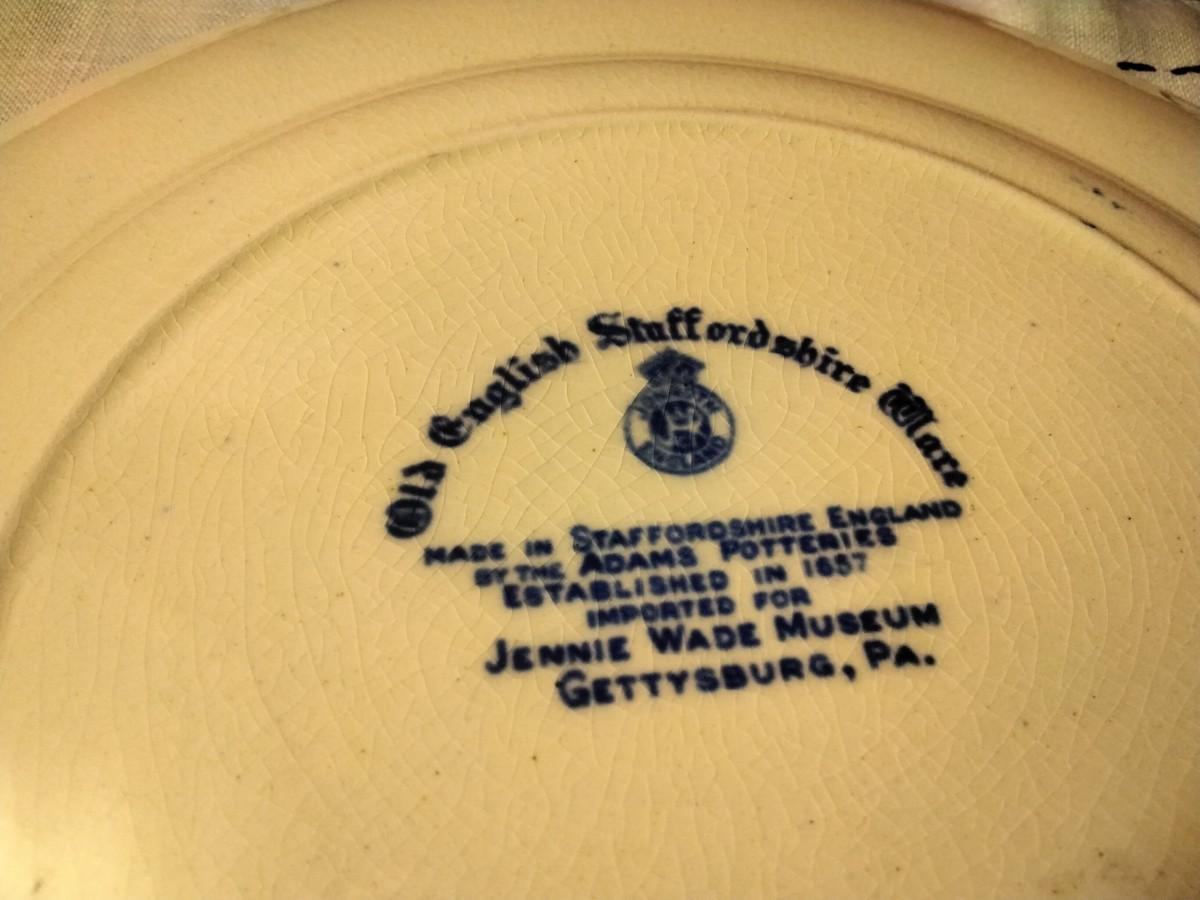 Old English Staffordshire Ware
MADE IN STAFFORDSHIRE ENGLAND
BY THE ADAMS POTTERIES
ESTABLISHED IN 1657
IMPORTED FOR
JENNIE WADE MUSEUM
GETTYSBURG, PA.